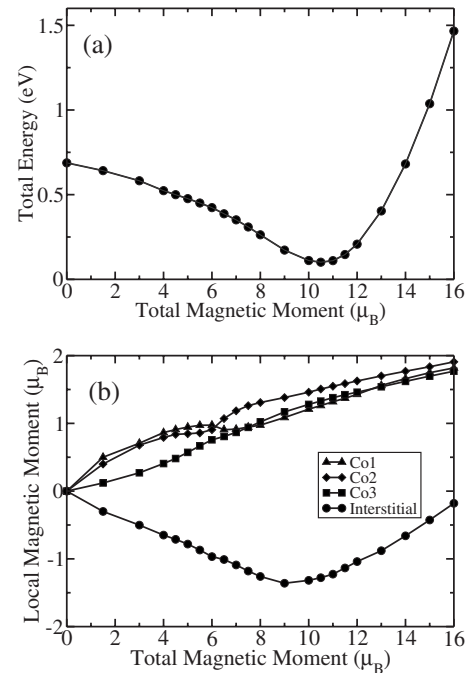 (a)
Total Energy (eV)
1.5
1
0.5
0
0 2 4 6 8 10 12 14 16
Total Magnetic Moment (μB)
(b)
Local Magnetic Moment (μB)
2
1
0
-1
-2
Co1
Co2
Co3
Interstitial
0 2 4 6 8 10 12 14 16
Total Magnetic Moment (μB)